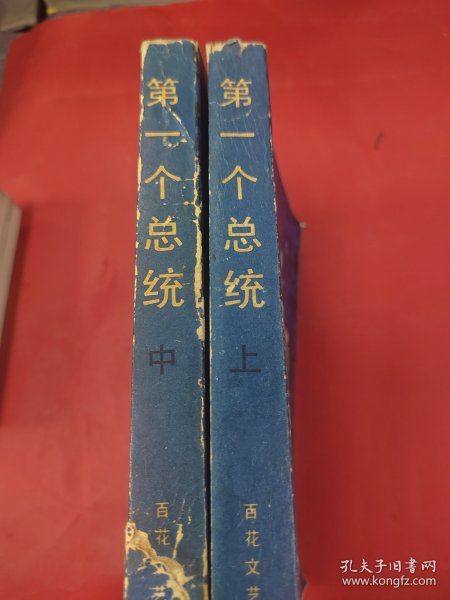 第一个总统
中
百花 艺
第一个总统
上
百花文艺
孔夫子旧书网
www.kongfz.com